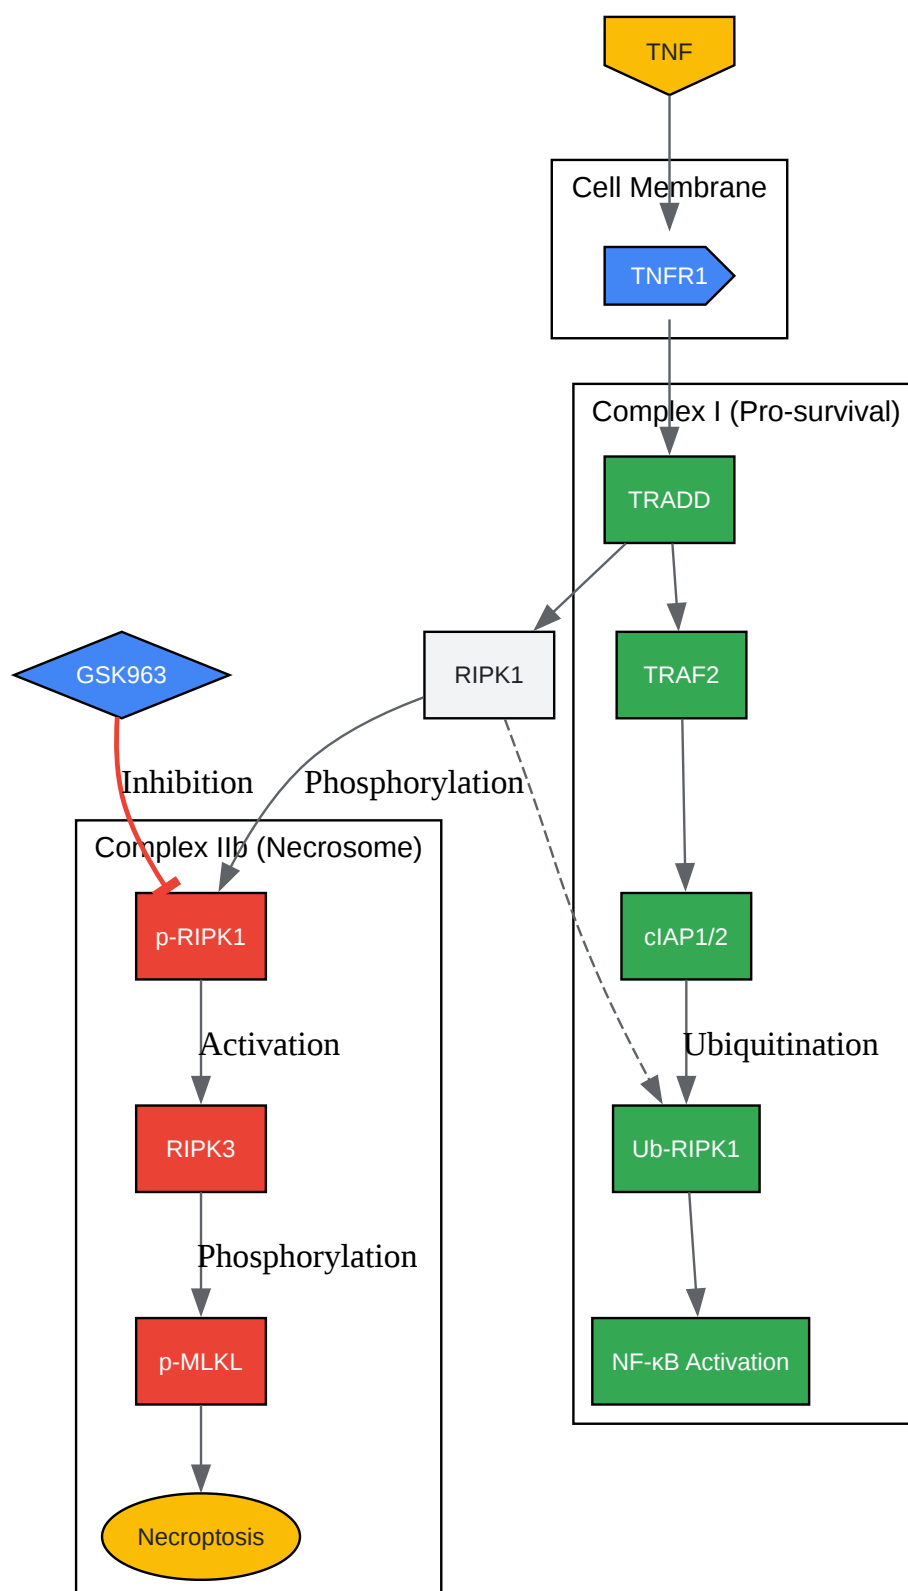 TNF
Cell Membrane
TNFR1
Complex I (Pro-survival)
TRADD
GSK963
RIPK1
TRAF2
Inhibition
Phosphorylation
Complex IIb (Necrosome)
p-RIPK1
cIAP1/2
Activation
Ubiquitination
RIPK3
Ub-RIPK1
Phosphorylation
p-MLKL
NF-κB Activation
Necroptosis